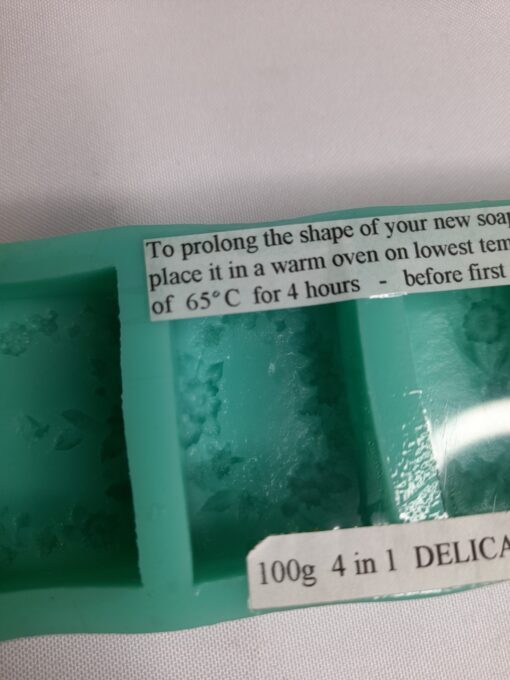 To prolong the shape of your new soap
place it in a warm oven on lowest tem
of 65°C for 4 hours - before first
100g 4 in 1 DELICA